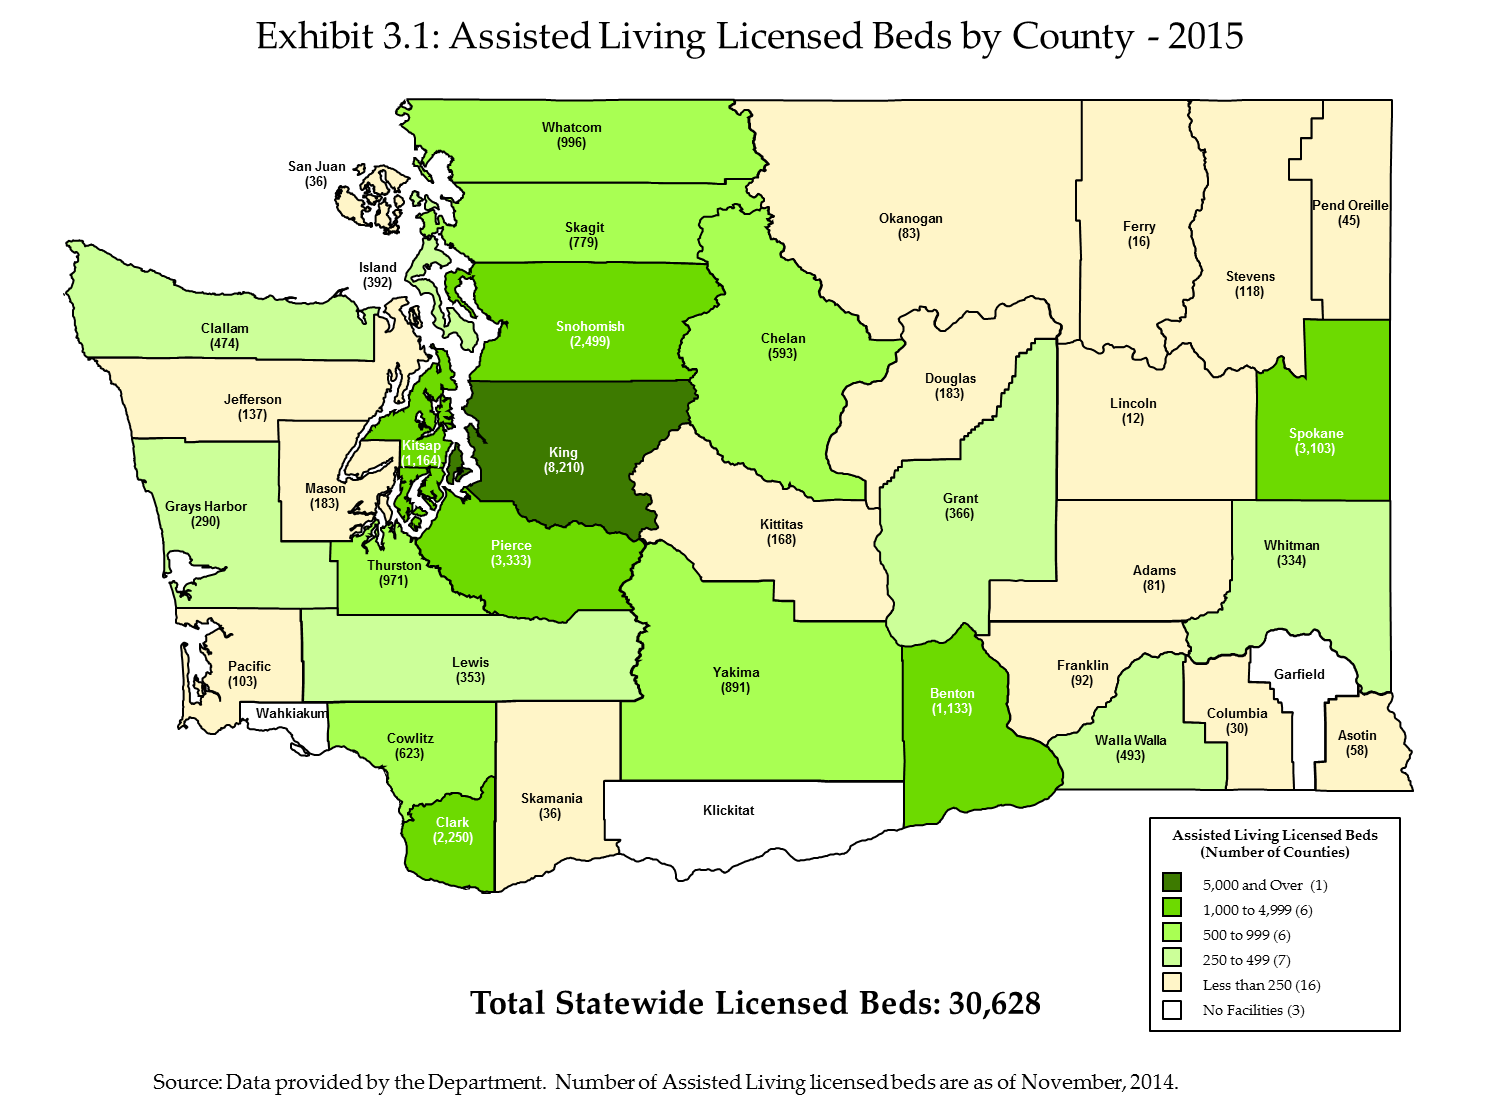 Exhibit 3.1: Assisted Living Licensed Beds by County - 2015
Whatcom
(996)
San Juan
(36)
Skagit
(779)
Okanogan
(83)
Ferry
(16)
Stevens
(118)
Pend Oreille
(45)
Island
(392)
Clallam
(474)
Snohomish
(2,499)
Chelan
(593)
Jefferson
(137)
Douglas
(183)
Lincoln
(12)
Spokane
(3,103)
Kitsap
(1,164)
King
(8,210)
Mason
(183)
Grays Harbor
(290)
Grant
(366)
Kittitas
(168)
Pierce
(3,333)
Thurston
(971)
Adams
(81)
Whitman
(334)
Pacific
(103)
Lewis
(353)
Yakima
(891)
Franklin
(92)
Garfield
Benton
(1,133)
Wahkiakum
Columbia
(30)
Asotin
(58)
Cowlitz
(623)
Walla Walla
(493)
Skamania
(36)
Klickitat
Clark
(2,250)
Assisted Living Licensed Beds
(Number of Counties)
5,000 and Over (1)
1,000 to 4,999 (6)
500 to 999 (6)
250 to 499 (7)
Less than 250 (16)
No Facilities (3)
Total Statewide Licensed Beds: 30,628
Source: Data provided by the Department. Number of Assisted Living licensed beds are as of November, 2014.